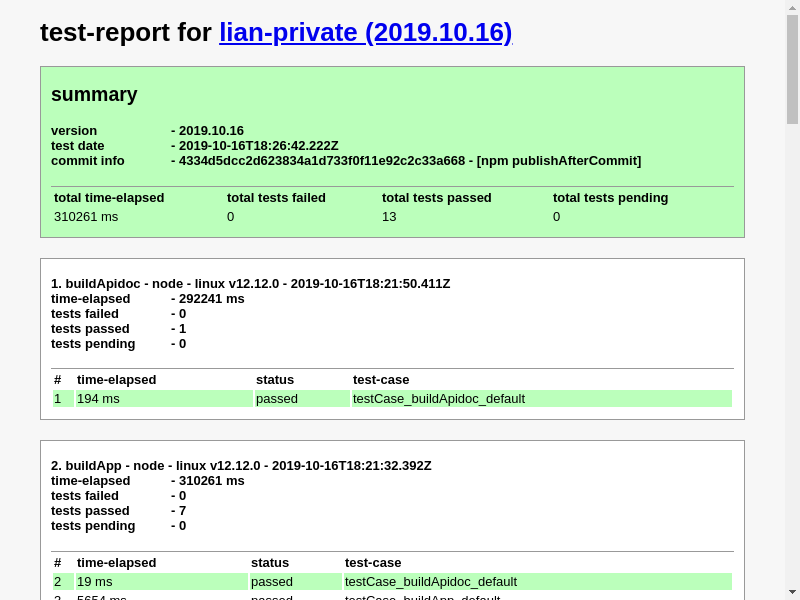 test-report for lian-private (2019.10.16)
summary
version - 2019.10.16
test date - 2019-10-16T18:26:42.222Z
commit info - 4334d5dcc2d623834a1d733f0f11e92c2c33a668 - [npm publishAfterCommit]
total time-elapsed total tests failed total tests passed total tests pending
310261 ms 0 13 0
1. buildApidoc - node - linux v12.12.0 - 2019-10-16T18:21:50.411Z
time-elapsed - 292241 ms
tests failed - 0
tests passed - 1
tests pending - 0
# time-elapsed status test-case
1 194 ms passed testCase_buildApidoc_default
2. buildApp - node - linux v12.12.0 - 2019-10-16T18:21:32.392Z
time-elapsed - 310261 ms
tests failed - 0
tests passed - 7
tests pending - 0
# time-elapsed status test-case
2 19 ms passed testCase_buildApidoc_default
3 5654 ms passed testCase_buildApp_default